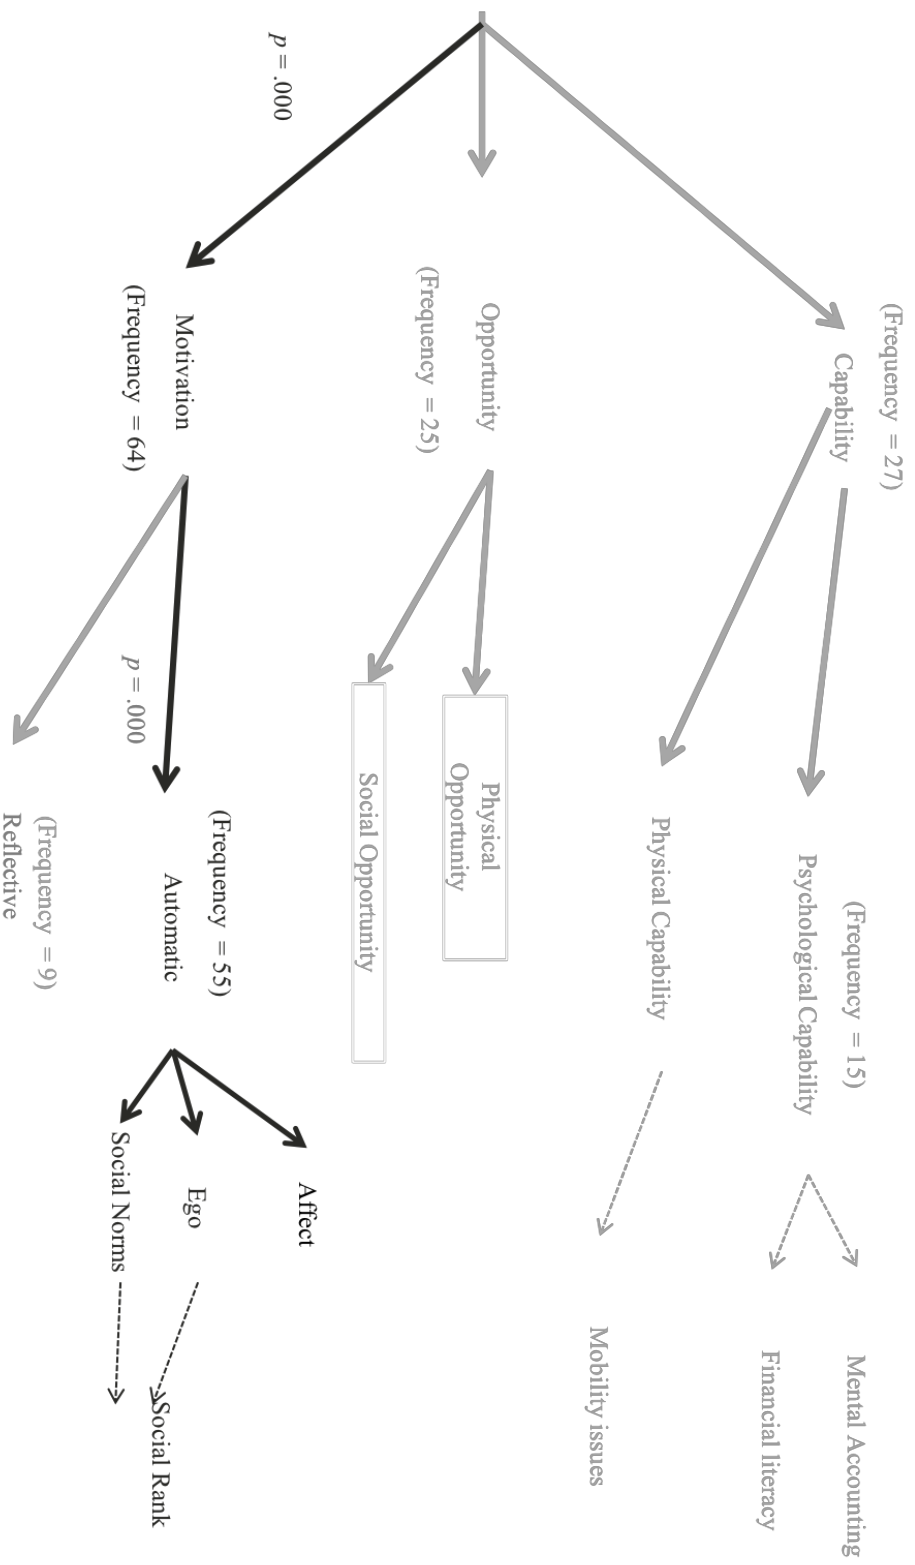 (Frequency = 27)
Capability
(Frequency = 15)
Psychological Capability
Mental Accounting
Financial literacy
Physical Capability
Mobility issues
Opportunity
(Frequency = 25)
Physical
Opportunity
Social Opportunity
p = .000
Motivation
(Frequency = 64)
p = .000
(Frequency = 55)
Automatic
Affect
Ego
Social Rank
Social Norms
(Frequency = 9)
Reflective